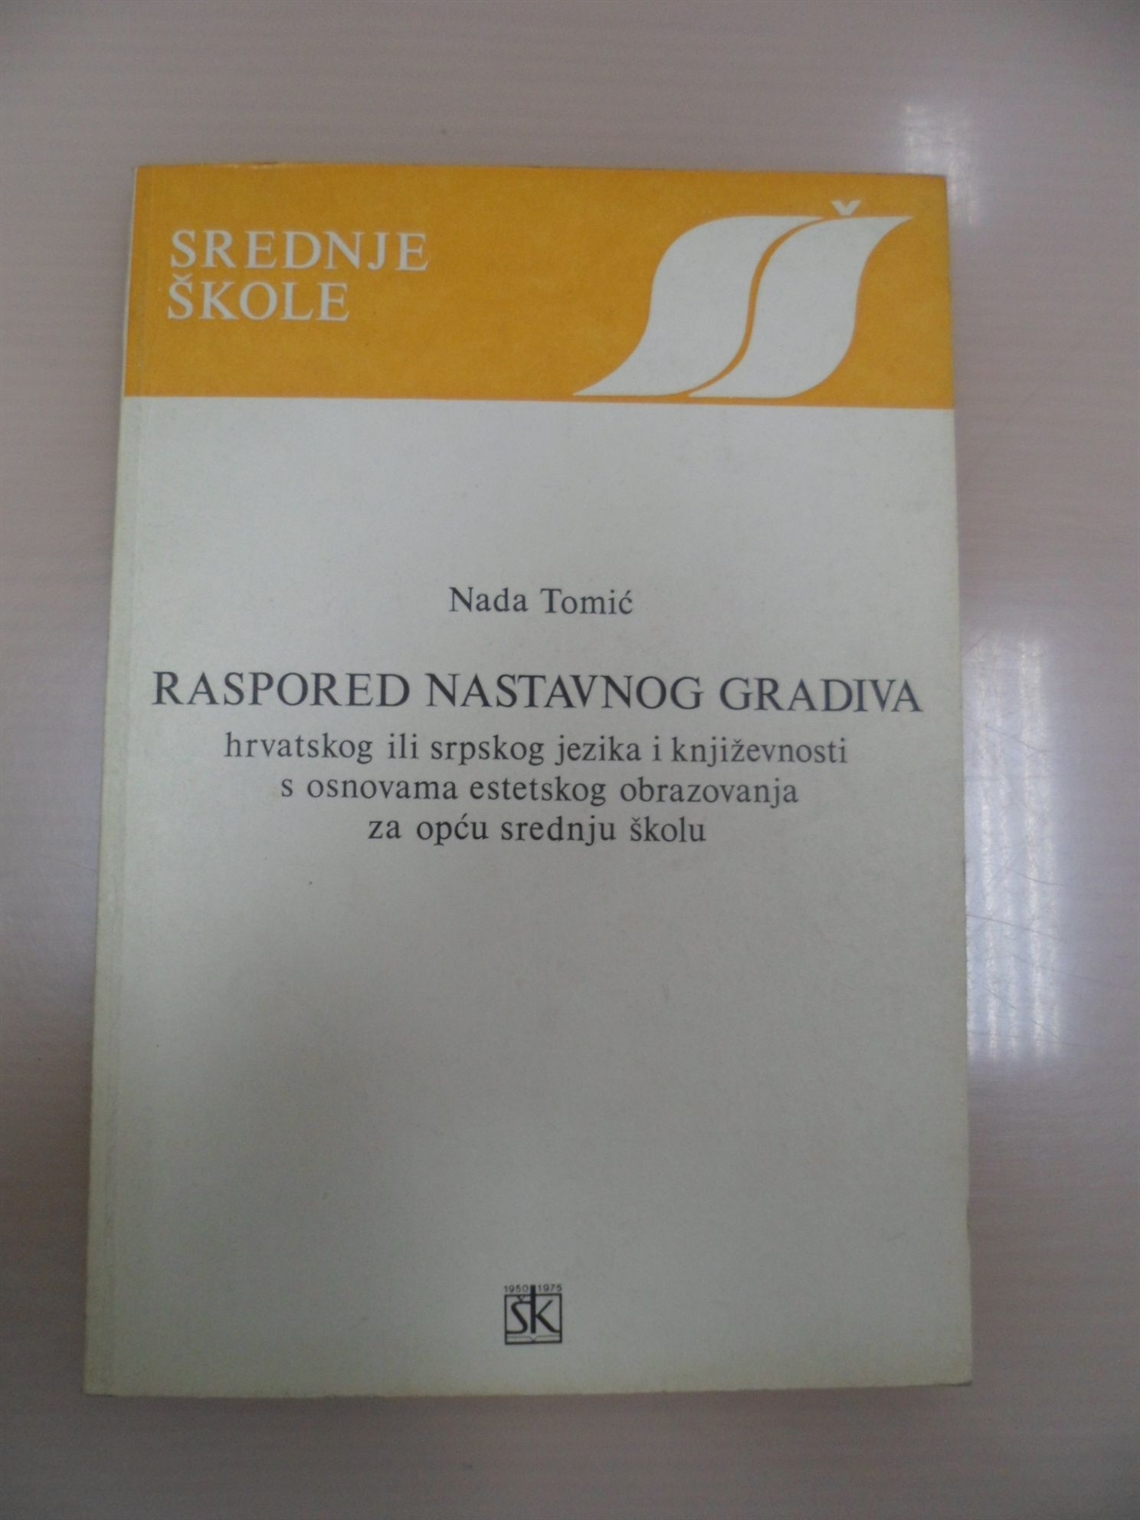 SREDNJE
ŠKOLE
Nada Tomić
RASPORED NASTAVNOG GRADIVA
hrvatskog ili srpskog jezika i književnosti
s osnovama estetskog obrazovanja
za opću srednju školu
1950 1975
ŠK